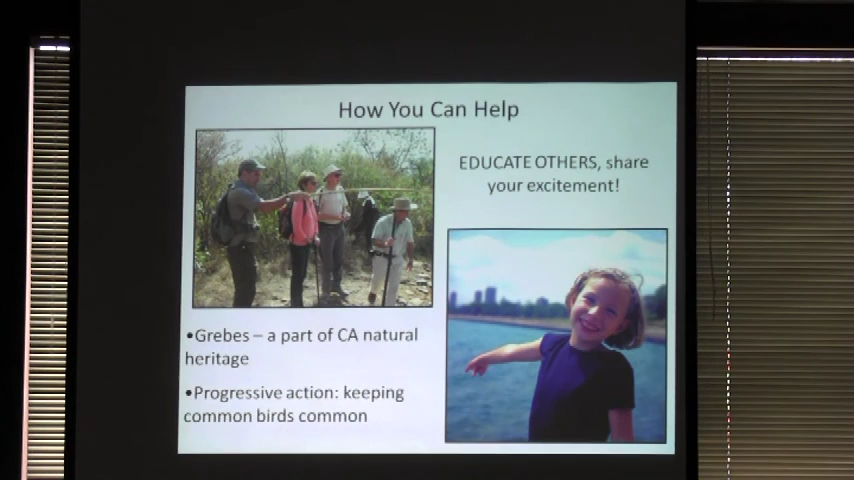 How You Can Help
EDUCATE OTHERS, share
your excitement!
•Grebes – a part of CA natural
heritage
•Progressive action: keeping
common birds common